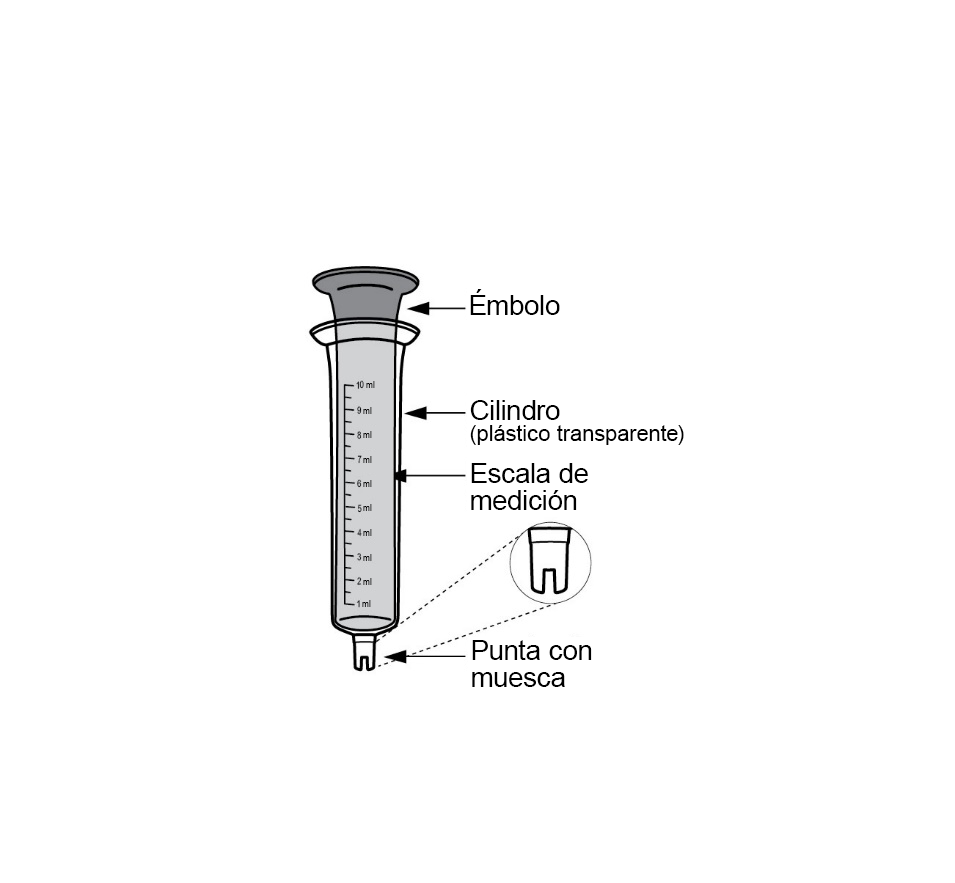 Émbolo
Cilindro
(plástico transparente)
Escala de
medición
Punta con
muesca
10 ml
9 ml
8 ml
7 ml
6 ml
5 ml
4 ml
3 ml
2 ml
1 ml